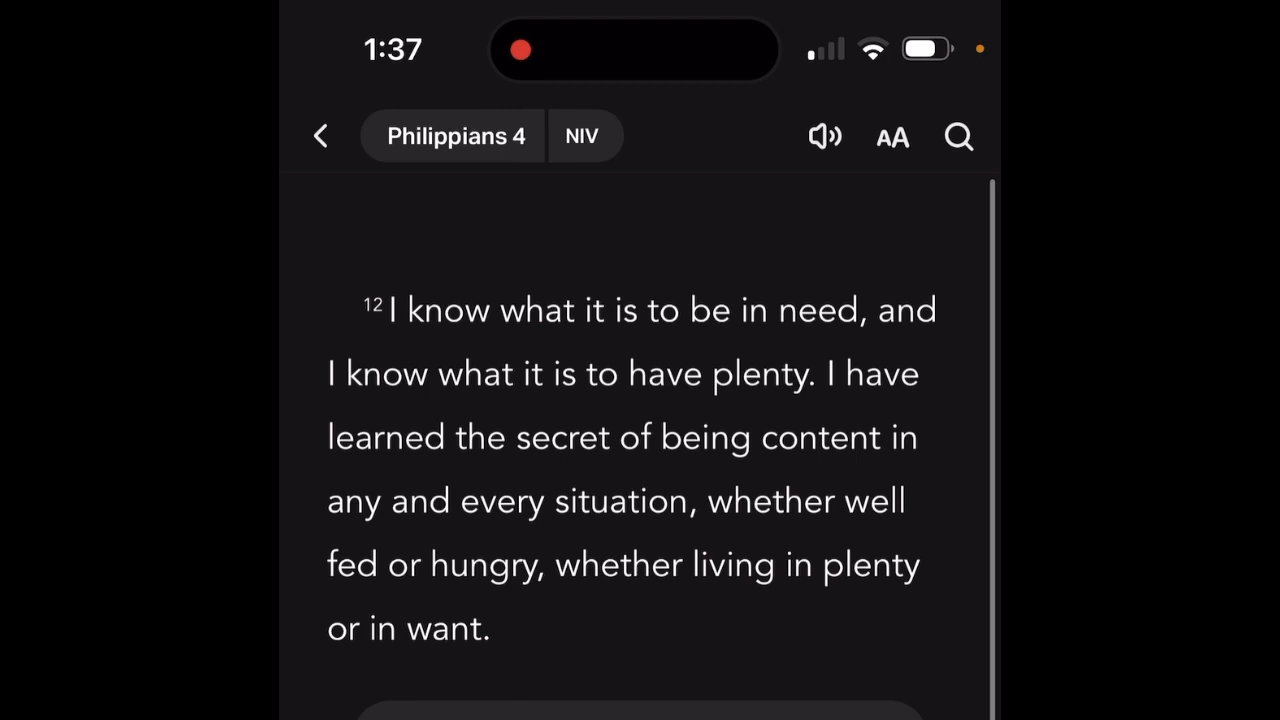 1:37
Philippians 4 NIV AA
12 I know what it is to be in need, and
I know what it is to have plenty. I have
learned the secret of being content in
any and every situation, whether well
fed or hungry, whether living in plenty
or in want.